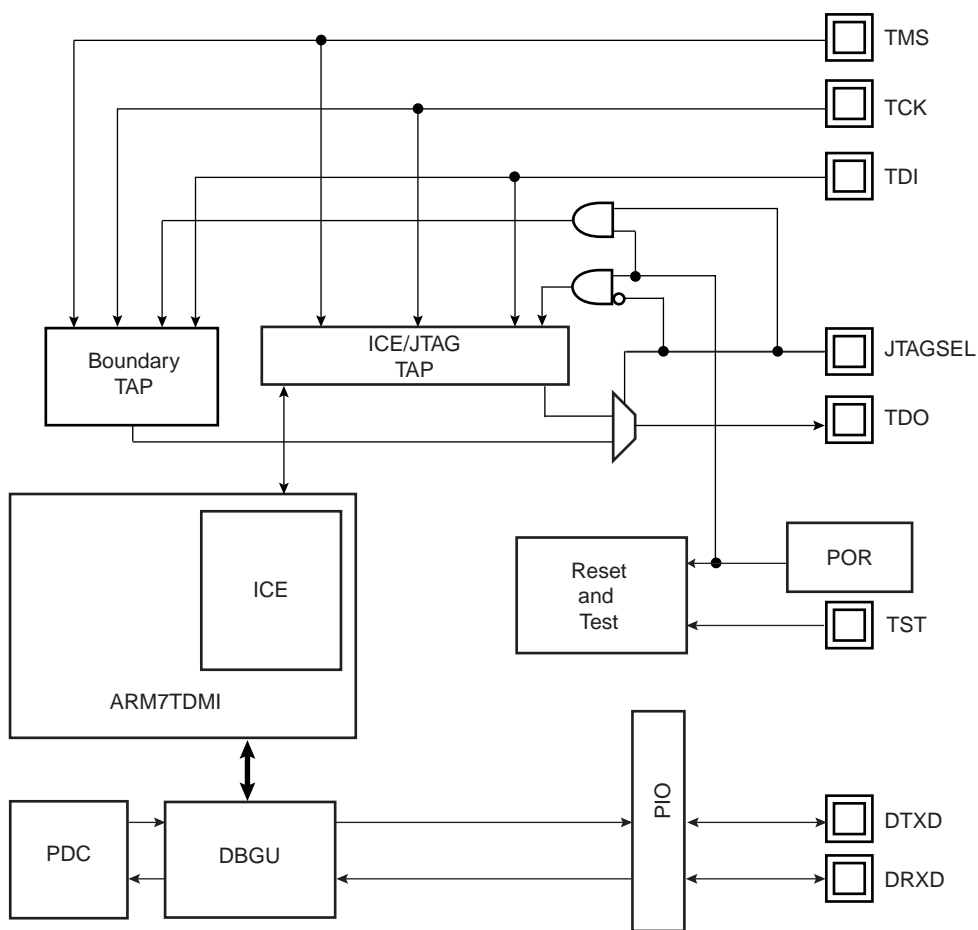 TMS
TCK
TDI
Boundary
TAP
ICE/JTAG
TAP
JTAGSEL
TDO
Reset
and
Test
POR
ICE
TST
ARM7TDMI
PDC
DBGU
PIO
DTXD
DRXD